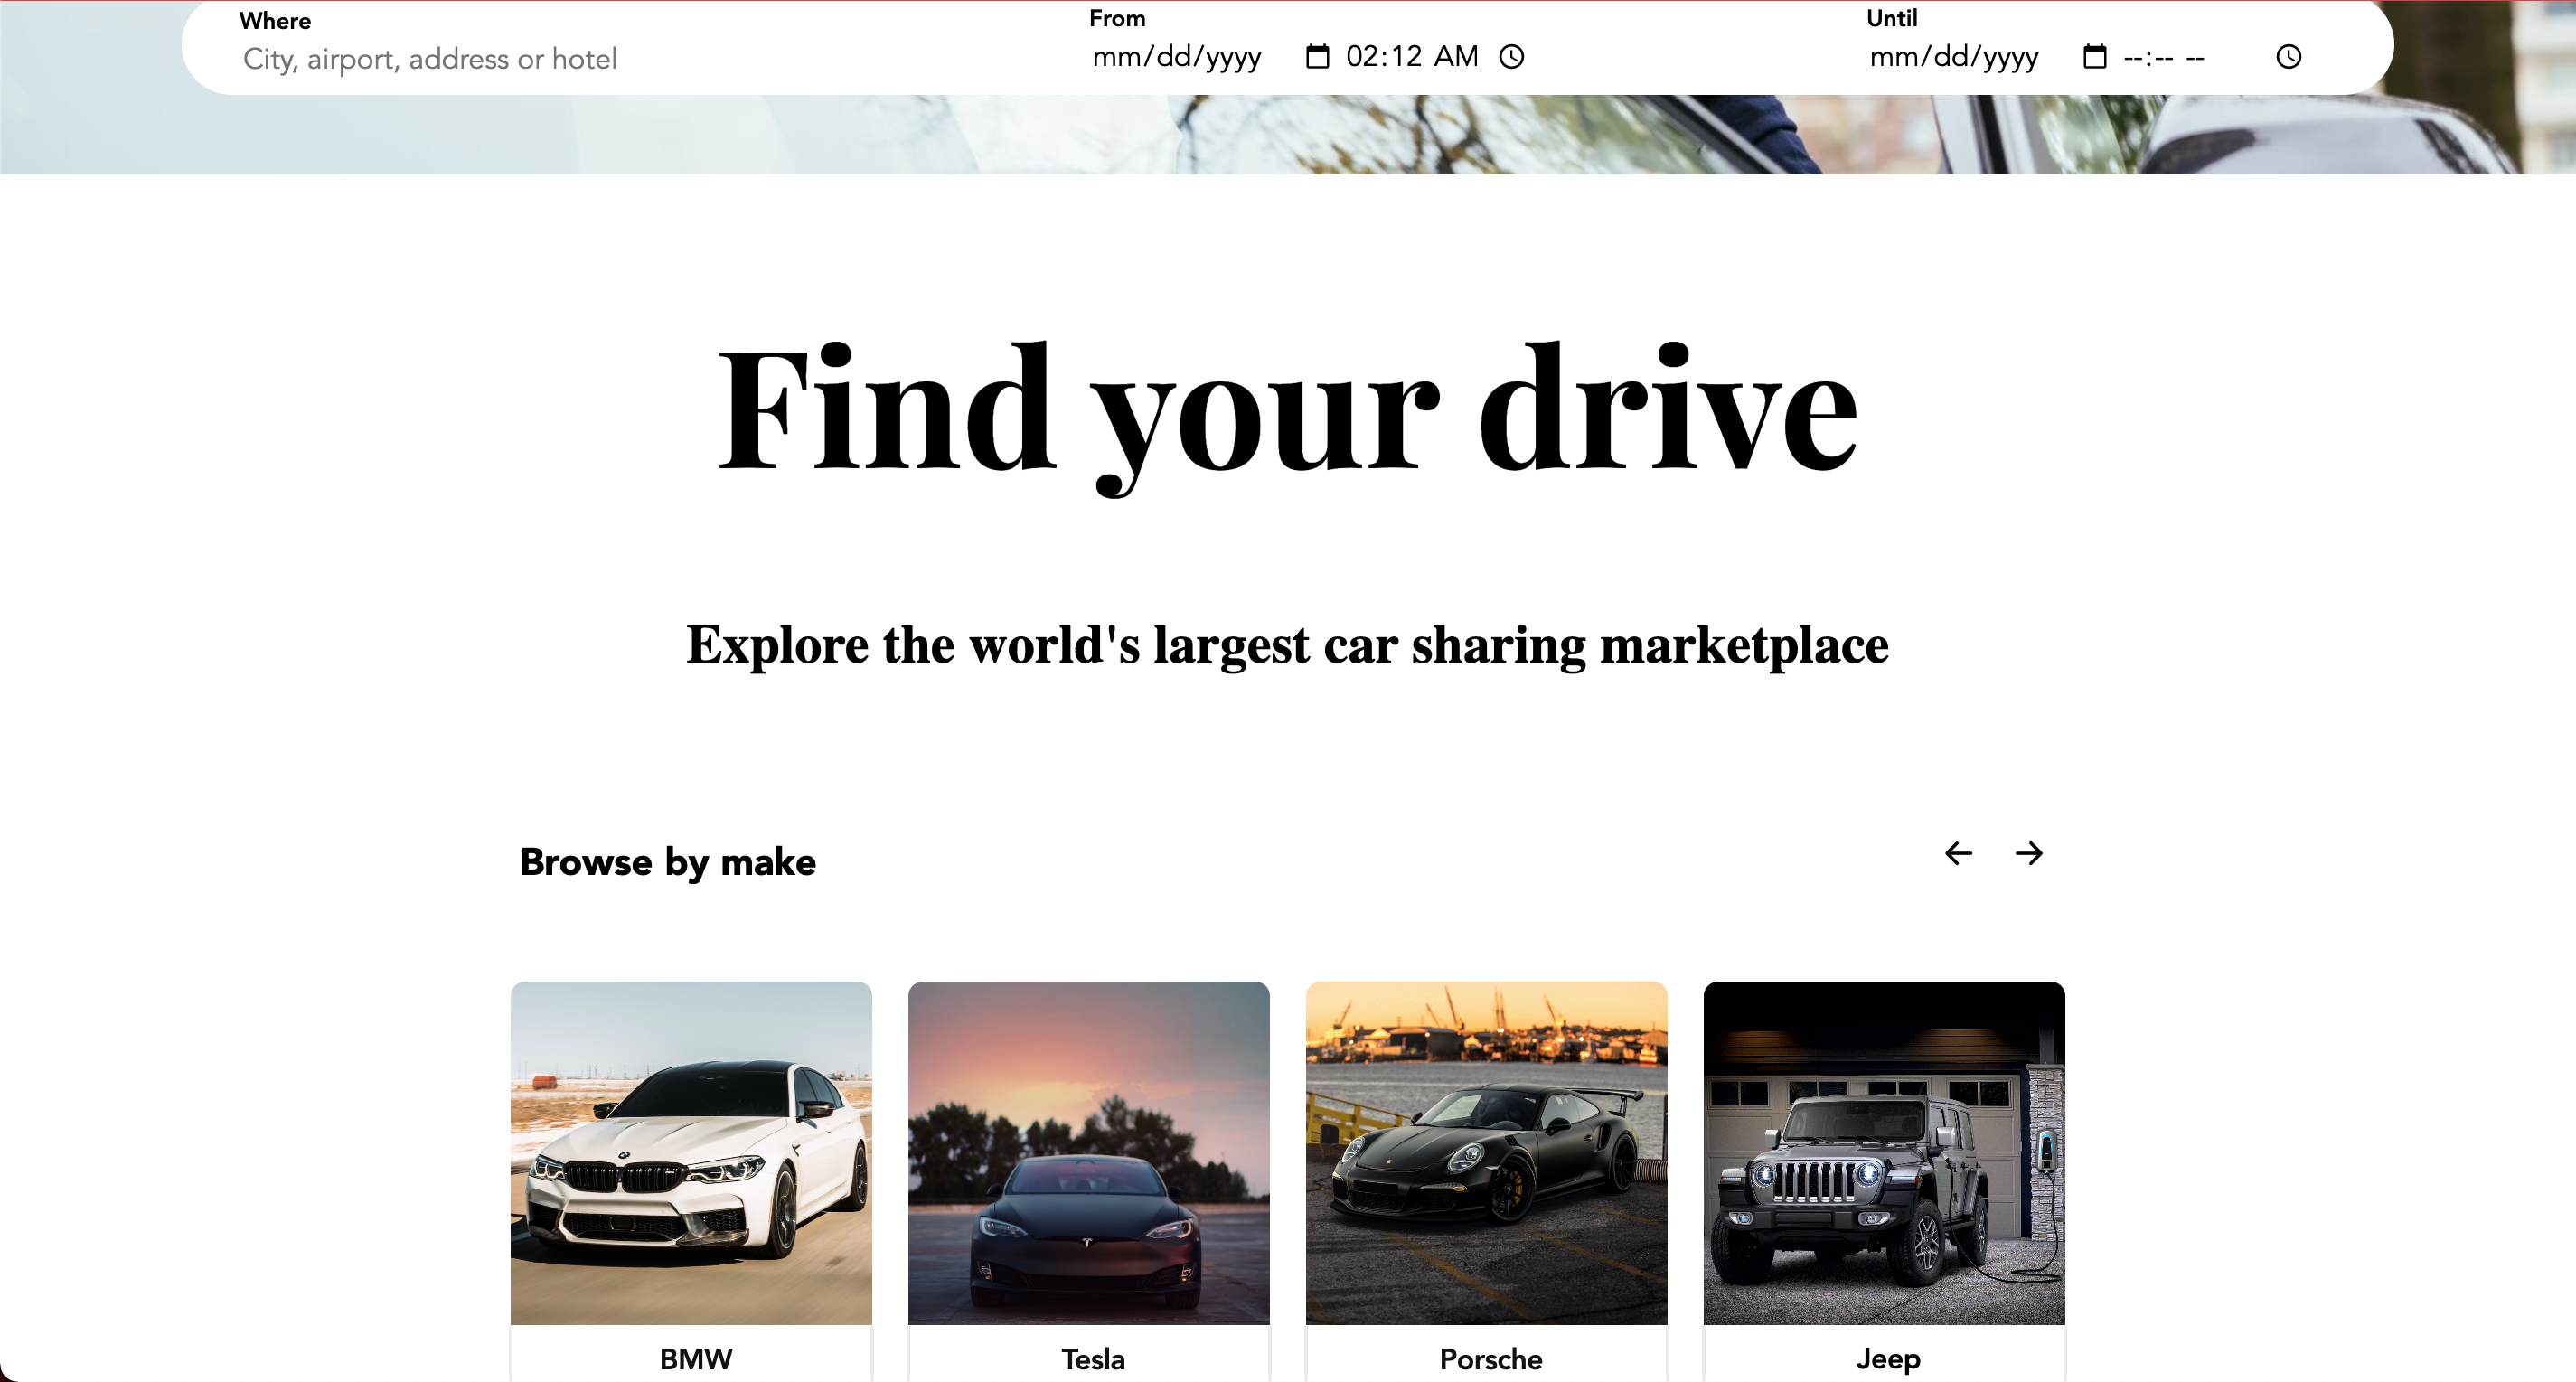 Where From Until
City, airport, address or hotel mm/dd/yyyy 02:12 AM mm/dd/yyyy --:-- --
Find your drive
Explore the world's largest car sharing marketplace
Browse by make
BMW Tesla Porsche Jeep